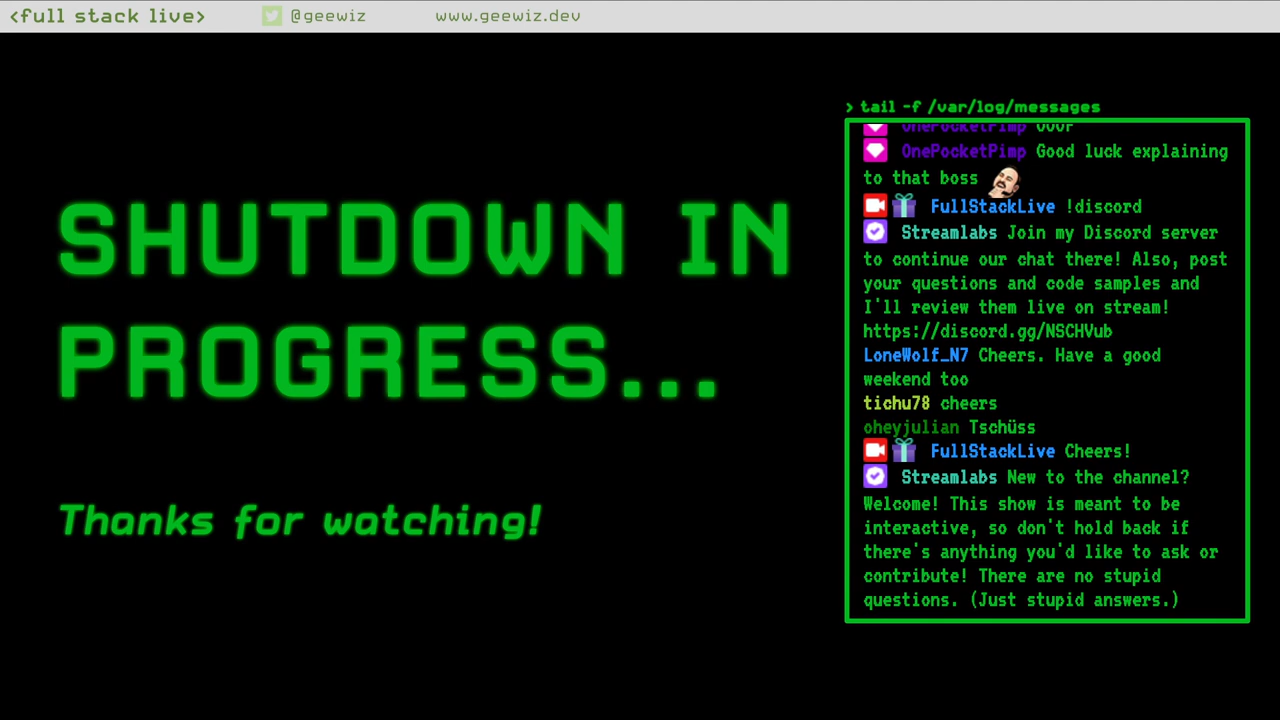 <full stack live> @geewiz www.geewiz.dev
> tail -f /var/log/messages
SHUTDOWN IN
PROGRESS...
Thanks for watching!
OnePocketPimp OOOF
OnePocketPimp Good luck explaining
to that boss
FullStackLive !discord
Streamlabs Join my Discord server
to continue our chat there! Also, post
your questions and code samples and
I'll review them live on stream!
https://discord.gg/NSCHVub
LoneWolf_N7 Cheers. Have a good
weekend too
tichu78 cheers
oheyjulian Tschüss
FullStackLive Cheers!
Streamlabs New to the channel?
Welcome! This show is meant to be
interactive, so don't hold back if
there's anything you'd like to ask or
contribute! There are no stupid
questions. (Just stupid answers.)